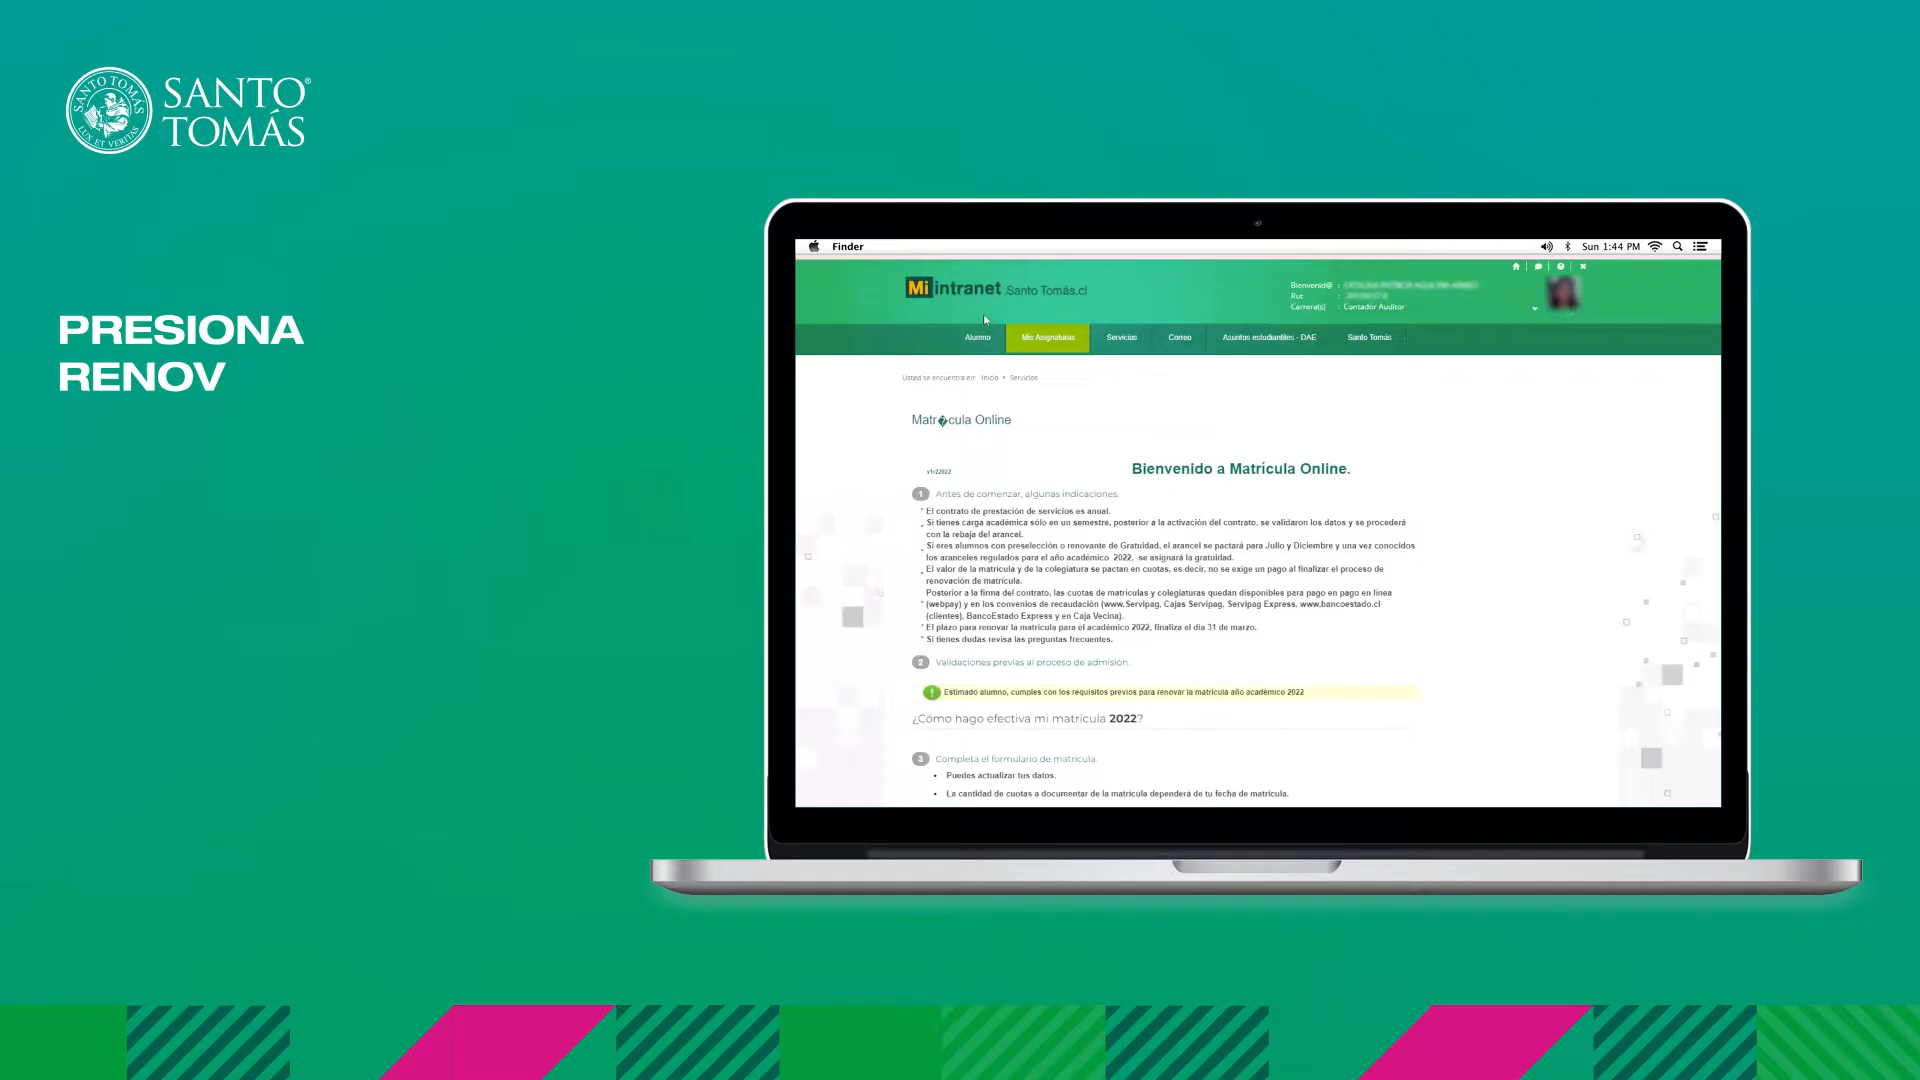 SANTO TOMÁS
LUX ET VERITAS
SANTO®
TOMÁS
PRESIONA
RENOV
Finder
Sun 1:44 PM
Mi intranet .Santo Tomás.cl
Bienvenid@ :
Rut :
Carrera(s) : Contador Auditor
Alumno Mis Asignaturas Servicios Correo Asuntos estudiantiles - DAE Santo Tomás
Usted se encuentra en: Inicio • Servicios
Matr�cula Online
v1r22022
Bienvenido a Matrícula Online.
1 Antes de comenzar, algunas indicaciones.
* El contrato de prestación de servicios es anual.
* Si tienes carga académica sólo en un semestre, posterior a la activación del contrato, se validaron los datos y se procederá
con la rebaja del arancel.
* Si eres alumnos con preselección o renovante de Gratuidad, el arancel se pactará para Julio y Diciembre y una vez conocidos
los aranceles regulados para el año académico 2022, se asignará la gratuidad.
* El valor de la matrícula y de la colegiatura se pactan en cuotas, es decir, no se exige un pago al finalizar el proceso de
renovación de matrícula.
Posterior a la firma del contrato, las cuotas de matrículas y colegiaturas quedan disponibles para pago en pago en línea
* (webpay) y en los convenios de recaudación (www.Servipag, Cajas Servipag, Servipag Express, www,bancoestado.cl
(clientes), BancoEstado Express y en Caja Vecina).
* El plazo para renovar la matrícula para el académico 2022, finaliza el día 31 de marzo.
* Si tienes dudas revisa las preguntas frecuentes.
2 Validaciones previas al proceso de admisión.
! Estimado alumno, cumples con los requisitos previos para renovar la matrícula año académico 2022
¿Cómo hago efectiva mi matrícula 2022?
3 Completa el formulario de matrícula.
• Puedes actualizar tus datos.
• La cantidad de cuotas a documentar de la matrícula dependerá de tu fecha de matrícula.